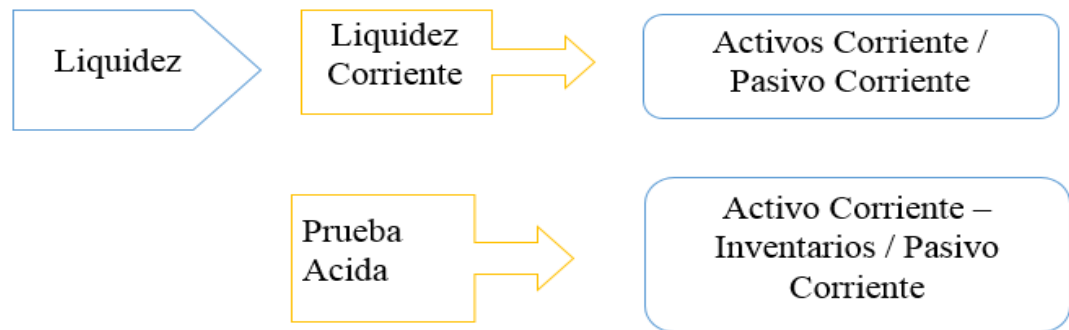 Liquidez
Liquidez
Corriente
Activos Corriente /
Pasivo Corriente
Prueba
Acida
Activo Corriente –
Inventarios / Pasivo
Corriente